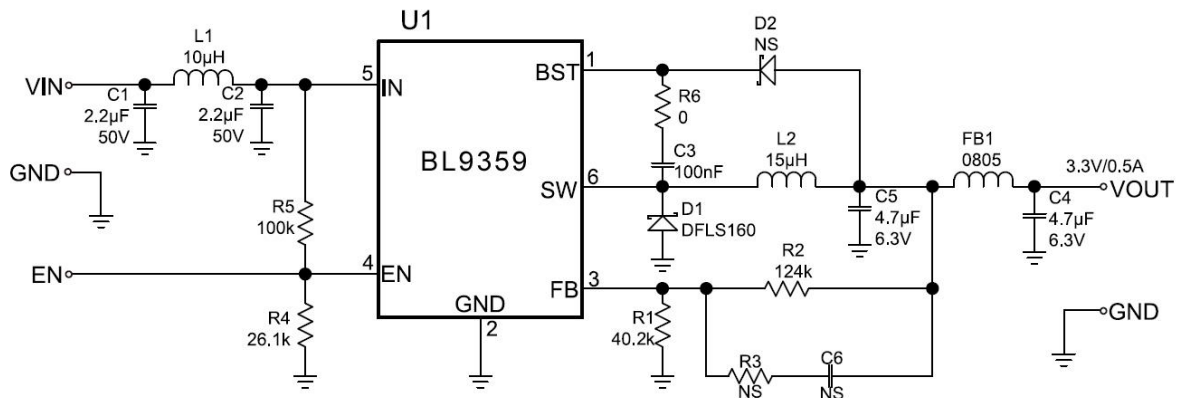 U1
D2
NS
L1
10µH
1
BST
VIN
C1
2.2µF
50V
C2
2.2µF
50V
5
IN
R6
0
BL9359
C3
100nF
L2
15µH
FB1
0805
3.3V/0.5A
VOUT
GND
6
SW
R5
100k
D1
DFLS160
C5
4.7µF
6.3V
C4
4.7µF
6.3V
R2
124k
EN
4
EN
3
FB
GND
2
R4
26.1k
R1
40.2k
GND
R3
NS
C6
NS